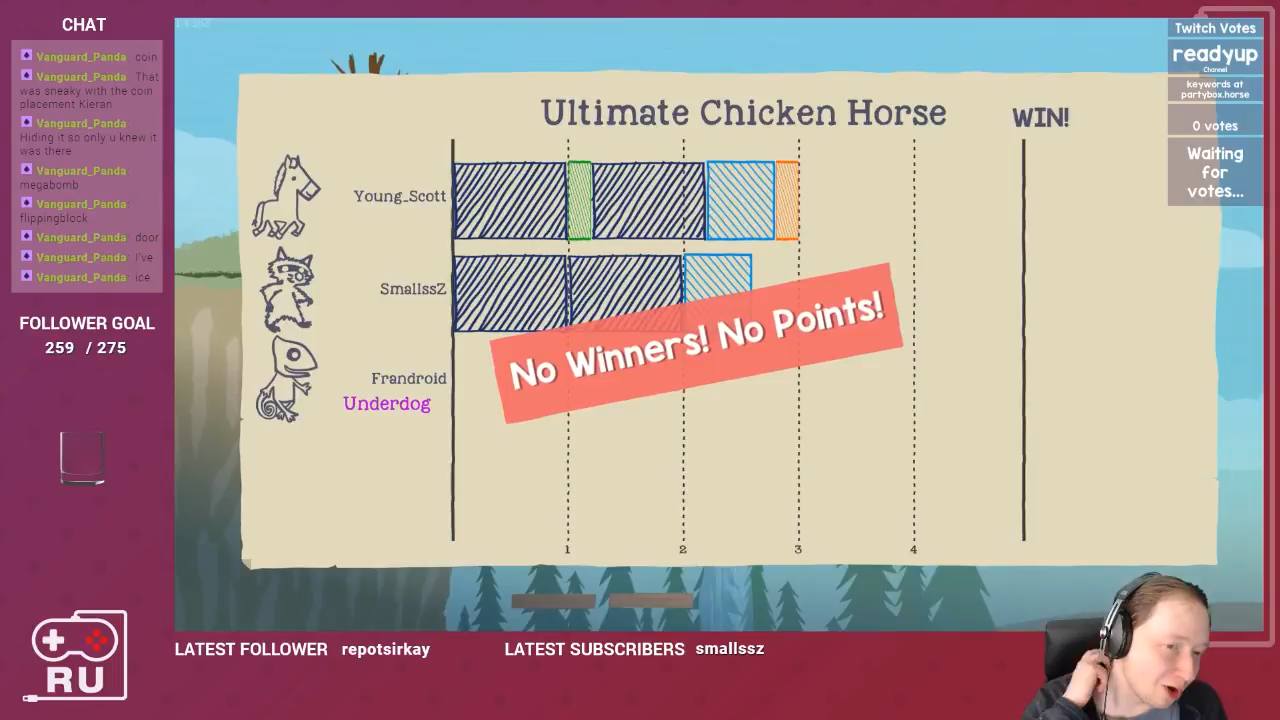 CHAT
Vanguard_Panda: coin
Vanguard_Panda: That
was sneaky with the coin
placement Kieran
Vanguard_Panda:
Hiding it so only u knew it
was there
Vanguard_Panda:
megabomb
Vanguard_Panda:
flippingblock
Vanguard_Panda: door
Vanguard_Panda: I've
Vanguard_Panda: ice
FOLLOWER GOAL
259 / 275
RU
Ultimate Chicken Horse
WIN!
Young_Scott
SmallssZ
Frandroid
Underdog
No Winners! No Points!
1 2 3 4
Twitch Votes
readyup
Channel
keywords at
partybox.horse
0 votes
Waiting
for
votes...
LATEST FOLLOWER repotsirkay
LATEST SUBSCRIBERS smallssz